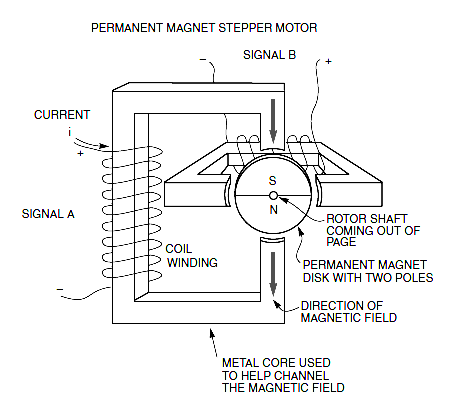 PERMANENT MAGNET STEPPER MOTOR
SIGNAL B
−
+
CURRENT
i
+
SIGNAL A
COIL
WINDING
−
S
N
ROTOR SHAFT
COMING OUT OF
PAGE
PERMANENT MAGNET
DISK WITH TWO POLES
DIRECTION OF
MAGNETIC FIELD
METAL CORE USED
TO HELP CHANNEL
THE MAGNETIC FIELD